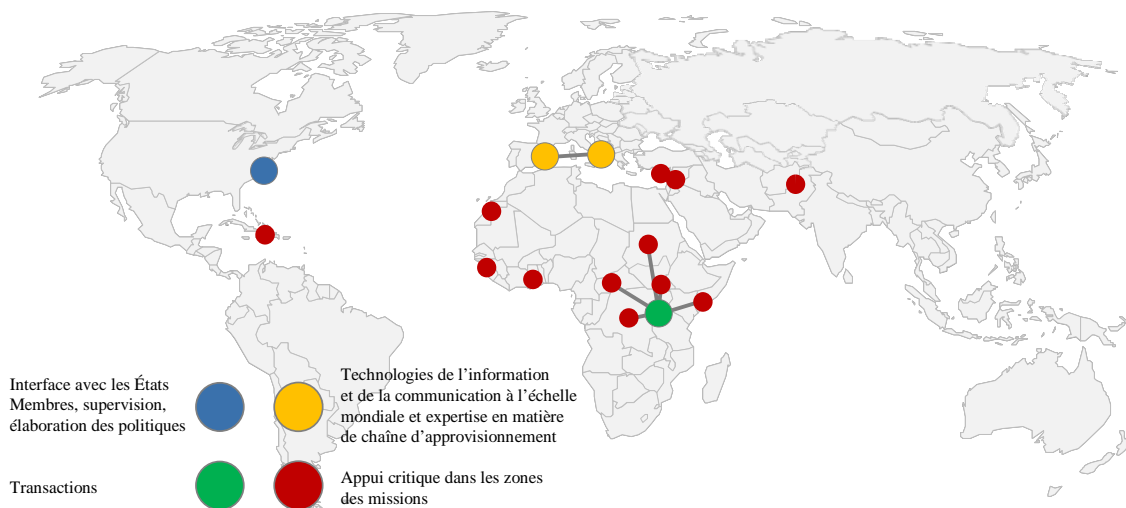 Interface avec les États
Membres, supervision,
élaboration des politiques
Technologies de l’information
et de la communication à l’échelle
mondiale et expertise en matière
de chaîne d’approvisionnement
Transactions
Appui critique dans les zones
des missions